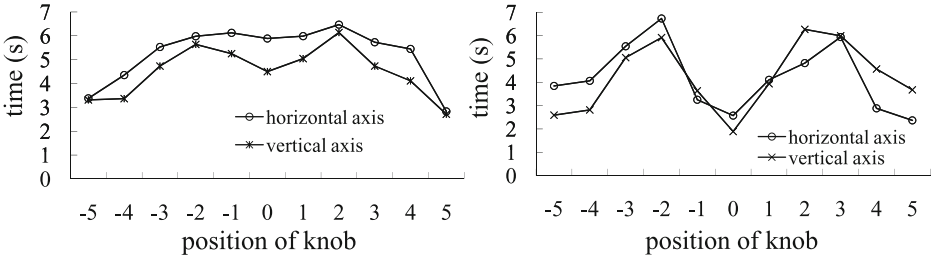 7
6
5
4
3
2
1
0
time (s)
horizontal axis
vertical axis
-5 -4 -3 -2 -1 0 1 2 3 4 5
position of knob
7
6
5
4
3
2
1
0
time (s)
horizontal axis
vertical axis
-5 -4 -3 -2 -1 0 1 2 3 4 5
position of knob